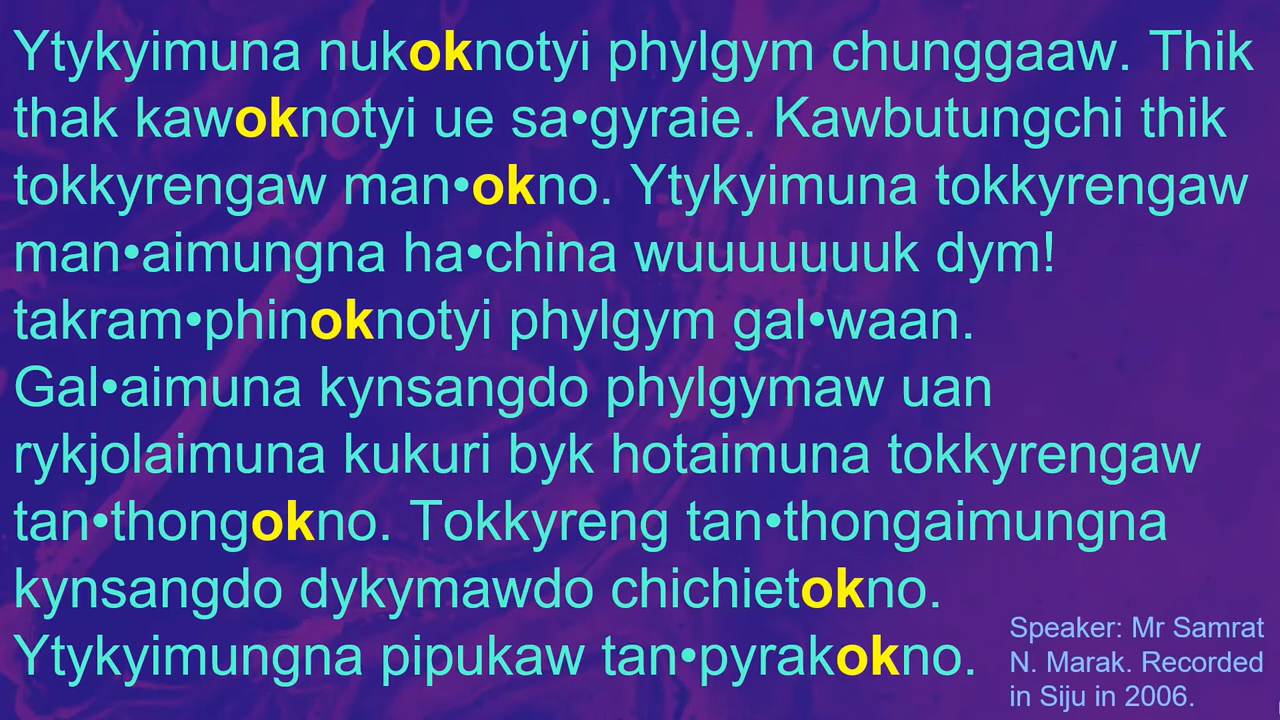 Ytykyimuna nukoknotyi phylgym chunggaaw. Thik
thak kawoknotyi ue sa•gyraie. Kawbutungchi thik
tokkyrengaw man•okno. Ytykyimuna tokkyrengaw
man•aimungna ha•china wuuuuuuuk dym!
takram•phinoknotyi phylgym gal•waan.
Gal•aimuna kynsangdo phylgymaw uan
rykjolaimuna kukuri byk hotaimuna tokkyrengaw
tan•thongokno. Tokkyreng tan•thongaimungna
kynsangdo dykymawdo chichietokno.
Ytykyimungna pipukaw tan•pyrakokno.
Speaker: Mr Samrat
N. Marak. Recorded
in Siju in 2006.